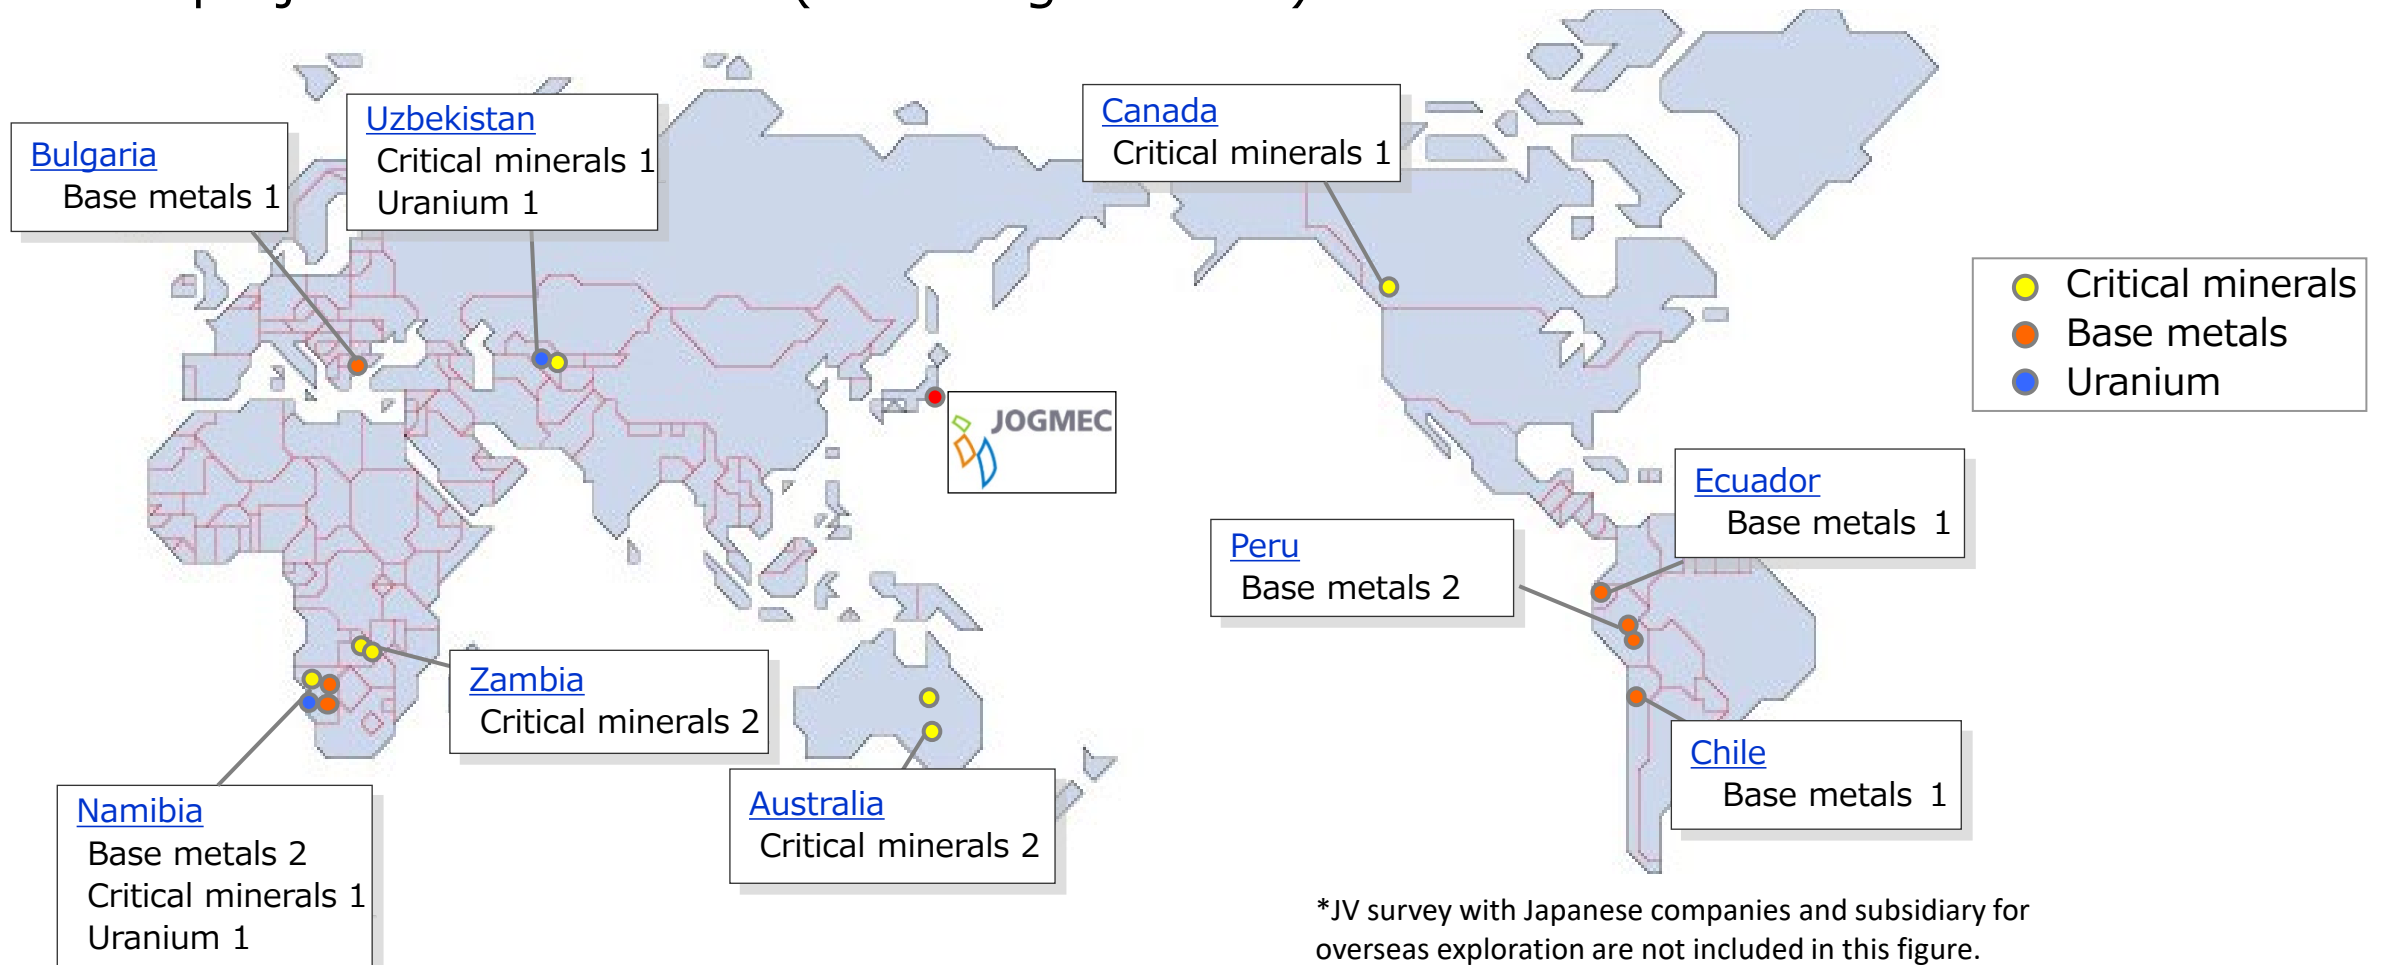 Bulgaria
Base metals 1
Uzbekistan
Critical minerals 1
Uranium 1
Canada
Critical minerals 1
Critical minerals
Base metals
Uranium
JOGMEC
Ecuador
Base metals 1
Peru
Base metals 2
Zambia
Critical minerals 2
Chile
Base metals 1
Namibia
Base metals 2
Critical minerals 1
Uranium 1
Australia
Critical minerals 2
*JV survey with Japanese companies and subsidiary for
overseas exploration are not included in this figure.